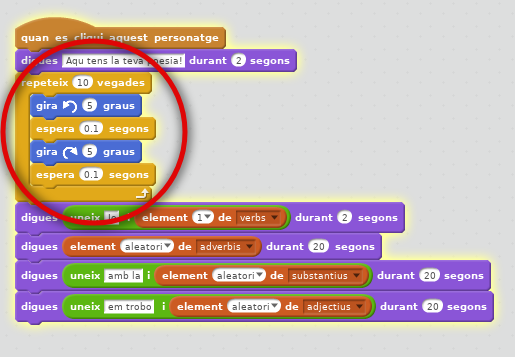 quan es cliqui aquest personatge
digues Aqu tens la teva poesia! durant 2 segons
repeteix 10 vegades
gira 5 graus
espera 0.1 segons
gira 5 graus
espera 0.1 segons
digues uneix la i element 1 de verbs durant 2 segons
digues element aleatori de adverbis durant 20 segons
digues uneix amb la i element aleatori de substantius durant 20 segons
digues uneix em trobo i element aleatori de adjectius durant 20 segons